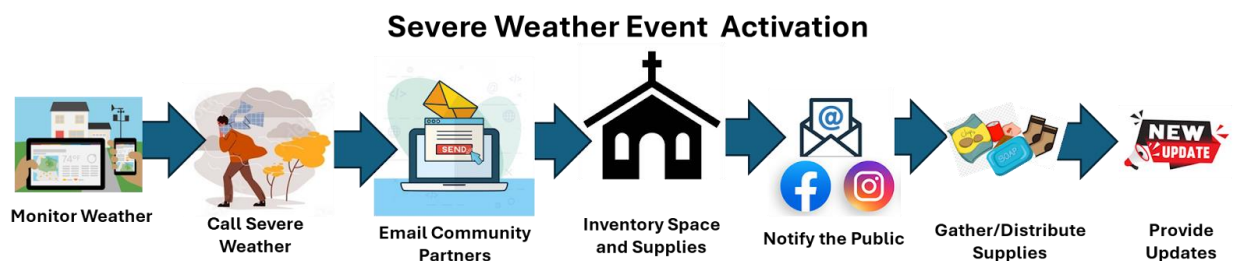 Severe Weather Event Activation
74°F
SEND
@
NEW
UPDATE
SOAP
Monitor Weather
Call Severe
Weather
Email Community
Partners
Inventory Space
and Supplies
Notify the Public
Gather/Distribute
Supplies
Provide
Updates